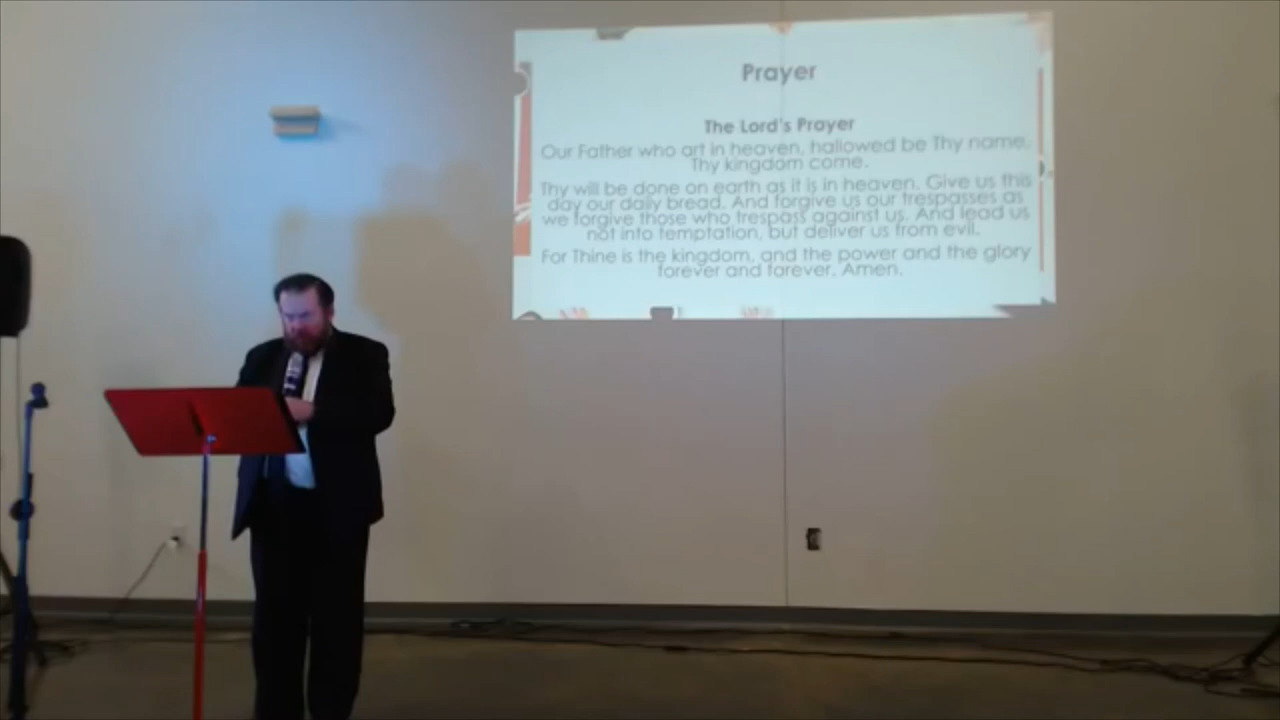 Prayer
The Lord's Prayer
Our Father who art in heaven, hallowed be Thy name.
Thy kingdom come.
Thy will be done on earth as it is in heaven. Give us this
day our daily bread. And forgive us our trespasses as
we forgive those who trespass against us. And lead us
not into temptation, but deliver us from evil.
For Thine is the kingdom, and the power and the glory
forever and forever. Amen.